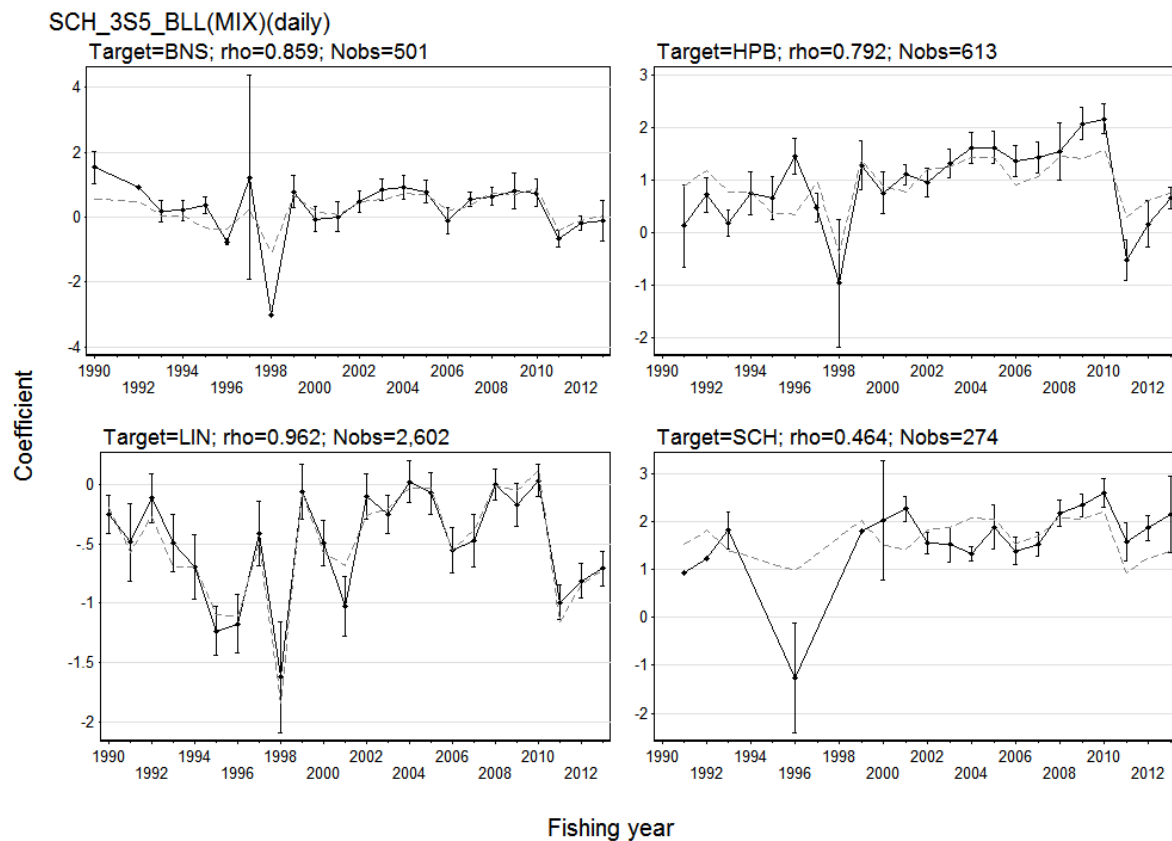 SCH_3S5_BLL(MIX)(daily)
Target=BNS; rho=0.859; Nobs=501
4
2
0
-2
-4
1990 1994 1998 2002 2006 2010
1992 1996 2000 2004 2008 2012
Target=HPB; rho=0.792; Nobs=613
3
2
1
0
-1
-2
1990 1994 1998 2002 2006 2010
1992 1996 2000 2004 2008 2012
Coefficient
Target=LIN; rho=0.962; Nobs=2,602
0
-.5
-1
-1.5
-2
1990 1994 1998 2002 2006 2010
1992 1996 2000 2004 2008 2012
Target=SCH; rho=0.464; Nobs=274
3
2
1
0
-1
-2
1990 1994 1998 2002 2006 2010
1992 1996 2000 2004 2008 2012
Fishing year